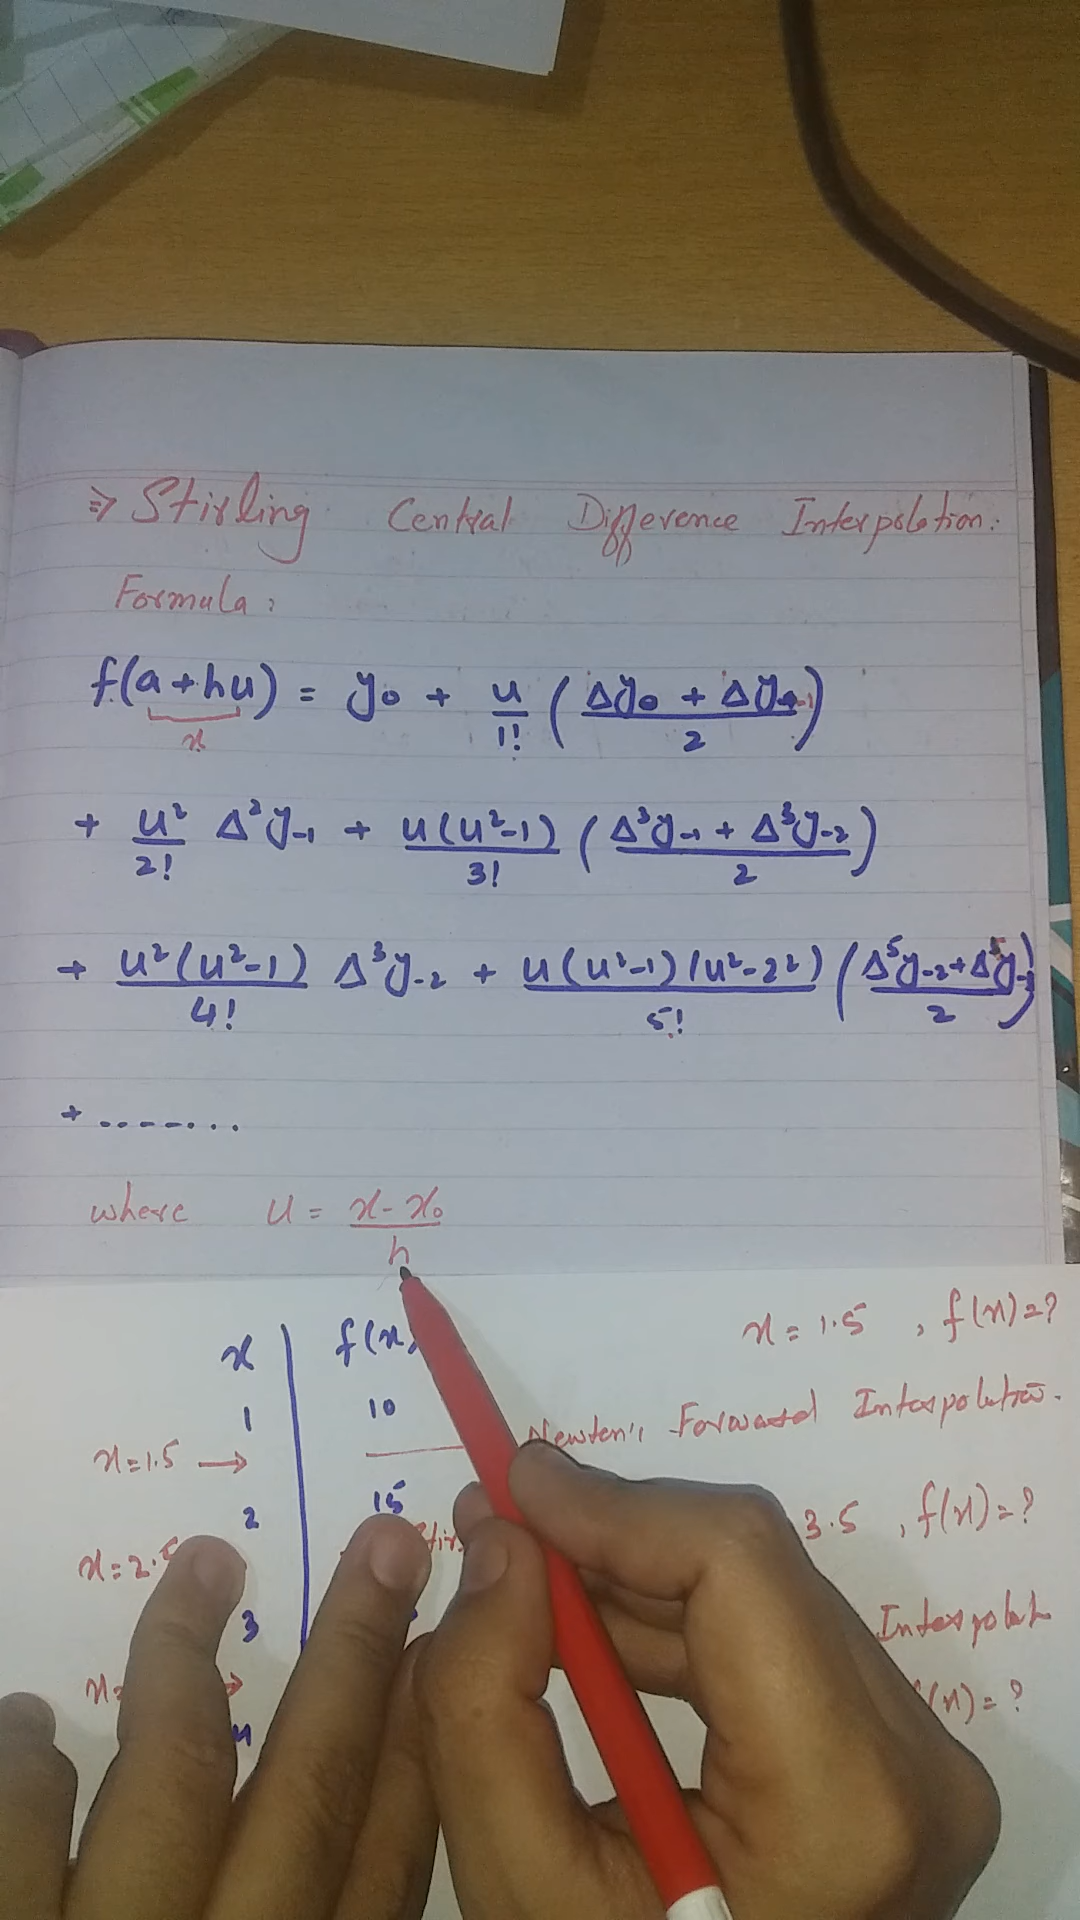 ⇒ Stirling Central Difference Interpolation
Formula:
f(a+hu) = y₀ + u/1! ( (Δy₀ + Δy₋₁)/2 )
x
+ u²/2! Δ²y₋₁ + u(u²-1)/3! ( (Δ³y₋₁ + Δ³y₋₂)/2 )
+ u²(u²-1)/4! Δ³y₋₂ + u(u²-1)(u²-2²)/5! ( (Δ⁵y₋₂ + Δ⁵y₋₃)/2 )
+ .......
where u = (x - x₀)/h
x | f(x) x = 1.5 , f(x)=?
1 | 10
x=1.5 → Newton's Forward Interpolation.
2 | 15
x=2.5 3.5 , f(x)=?
3 Interpolat
4 f(x)=?